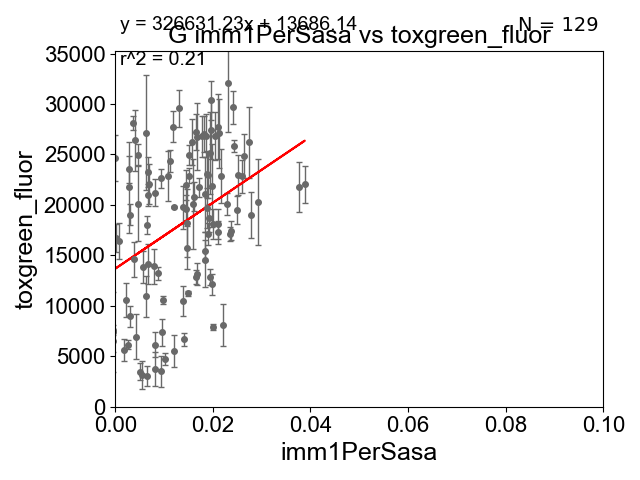 y = 326631.23x + 13686.14
N = 129
G imm1PerSasa vs toxgreen_fluor
r^2 = 0.21
35000
30000
25000
20000
15000
10000
5000
0
toxgreen_fluor
0.00 0.02 0.04 0.06 0.08 0.10
imm1PerSasa